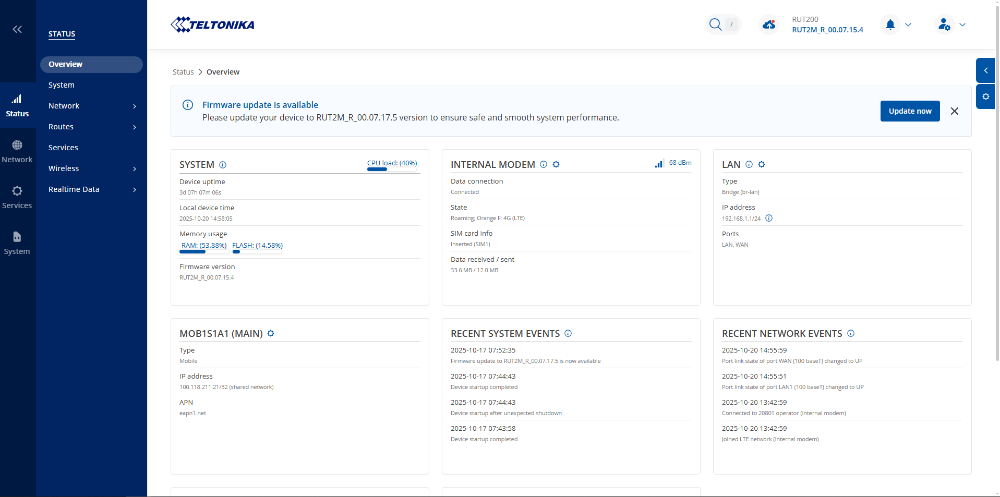 STATUS
Overview
System
Network
Routes
Services
Wireless
Realtime Data
Status
Network
Services
System
TELTONIKA
/
RUT200
RUT2M_R_00.07.15.4
Status > Overview
Firmware update is available
Please update your device to RUT2M_R_00.07.17.5 version to ensure safe and smooth system performance.
Update now
SYSTEM
CPU load: (40%)
Device uptime
3d 07h 07m 06s
Local device time
2025-10-20 14:58:05
Memory usage
RAM: (53.88%) FLASH: (14.58%)
Firmware version
RUT2M_R_00.07.15.4
INTERNAL MODEM
-68 dBm
Data connection
Connected
State
Roaming; Orange F; 4G (LTE)
SIM card info
Inserted (SIM1)
Data received / sent
33.6 MB / 12.0 MB
LAN
Type
Bridge (br-lan)
IP address
192.168.1.1/24
Ports
LAN, WAN
MOB1S1A1 (MAIN)
Type
Mobile
IP address
100.118.211.21/32 (shared network)
APN
eapn1.net
RECENT SYSTEM EVENTS
2025-10-17 07:52:35
Firmware update to RUT2M_R_00.07.17.5 is now available
2025-10-17 07:44:43
Device startup completed
2025-10-17 07:44:43
Device startup after unexpected shutdown
2025-10-17 07:43:58
Device startup completed
RECENT NETWORK EVENTS
2025-10-20 14:55:59
Port link state of port WAN (100 baseT) changed to UP
2025-10-20 14:55:51
Port link state of port LAN1 (100 baseT) changed to UP
2025-10-20 13:42:59
Connected to 20801 operator (internal modem)
2025-10-20 13:42:59
Joined LTE network (internal modem)